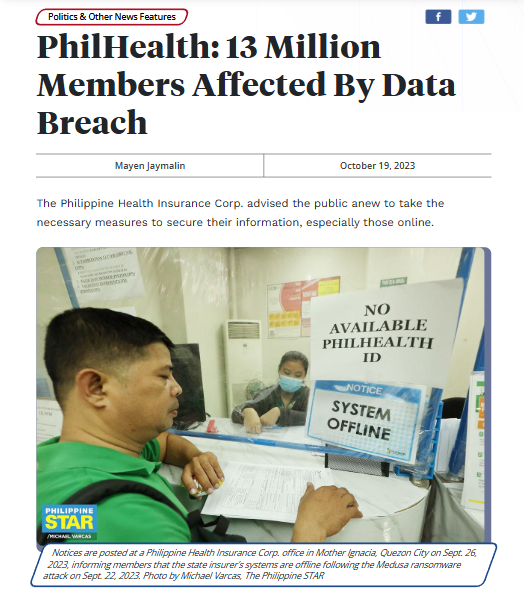 Politics & Other News Features
PhilHealth: 13 Million
Members Affected By Data
Breach
Mayen Jaymalin
October 19, 2023
The Philippine Health Insurance Corp. advised the public anew to take the
necessary measures to secure their information, especially those online.
NO
AVAILABLE
PHILHEALTH
ID
NOTICE
SYSTEM
OFFLINE
PHILIPPINE
STAR
/MICHAEL VARCAS
Notices are posted at a Philippine Health Insurance Corp. office in Mother Ignacia, Quezon City on Sept. 26,
2023, informing members that the state insurer's systems are offline following the Medusa ransomware
attack on Sept. 22, 2023. Photo by Michael Varcas, The Philippine STAR